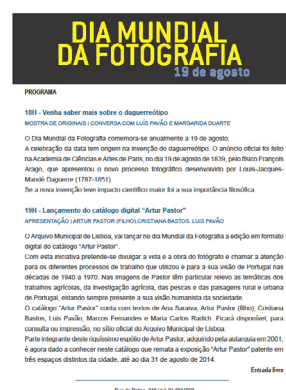 DIA MUNDIAL
DA FOTOGRAFIA
19 de agosto
PROGRAMA
18H - Venha saber mais sobre o daguerreótipo
MOSTRA DE ORIGINAIS | CONVERSA COM LUÍS PAVÃO E MARGARIDA DUARTE
O Dia Mundial da Fotografia comemora-se anualmente a 19 de agosto.
A celebração da data tem origem na invenção do daguerreótipo. O anúncio oficial foi feito
na Academia de Ciências e Artes de Paris, no dia 19 de agosto de 1839, pelo físico François
Arago, que apresentou o novo processo fotográfico desenvolvido por Louis-Jacques-
Mandé Daguerre (1787-1851)
Se a nova invenção teve impacto científico maior foi a sua importância filosófica.
19H - Lançamento do catálogo digital "Artur Pastor"
APRESENTAÇÃO | ARTUR PASTOR (FILHO), CRISTIANA BASTOS, LUÍS PAVÃO
O Arquivo Municipal de Lisboa, vai lançar no dia Mundial da Fotografia a edição em formato
digital do catálogo "Artur Pastor".
Com esta iniciativa pretende-se divulgar a vida e a obra do fotógrafo e chamar a atenção
para os diferentes processos de trabalho que utilizou e para a sua visão de Portugal nas
décadas de 1940 a 1970. Nas imagens de Pastor têm particular relevo as temáticas dos
trabalhos agrícolas, da investigação agrícola, das pescas e das paisagens rural e urbana
de Portugal, estando sempre presente a sua visão humanista da sociedade.
O catálogo "Artur Pastor" conta com textos de Ana Saraiva, Artur Pastor (filho), Cristiana
Bastos, Luís Pavão, Marcos Fernandes e Maria Carlos Radich. Ficará disponível, para
consulta ou impressão, no sítio oficial do Arquivo Municipal de Lisboa.
Parte integrante deste riquíssimo espólio de Artur Pastor, adquirido pela autarquia em 2001,
é agora dado a conhecer neste catálogo que remata a exposição "Artur Pastor" patente em
três espaços distintos da cidade, até ao dia 31 de agosto de 2014.
Entrada livre